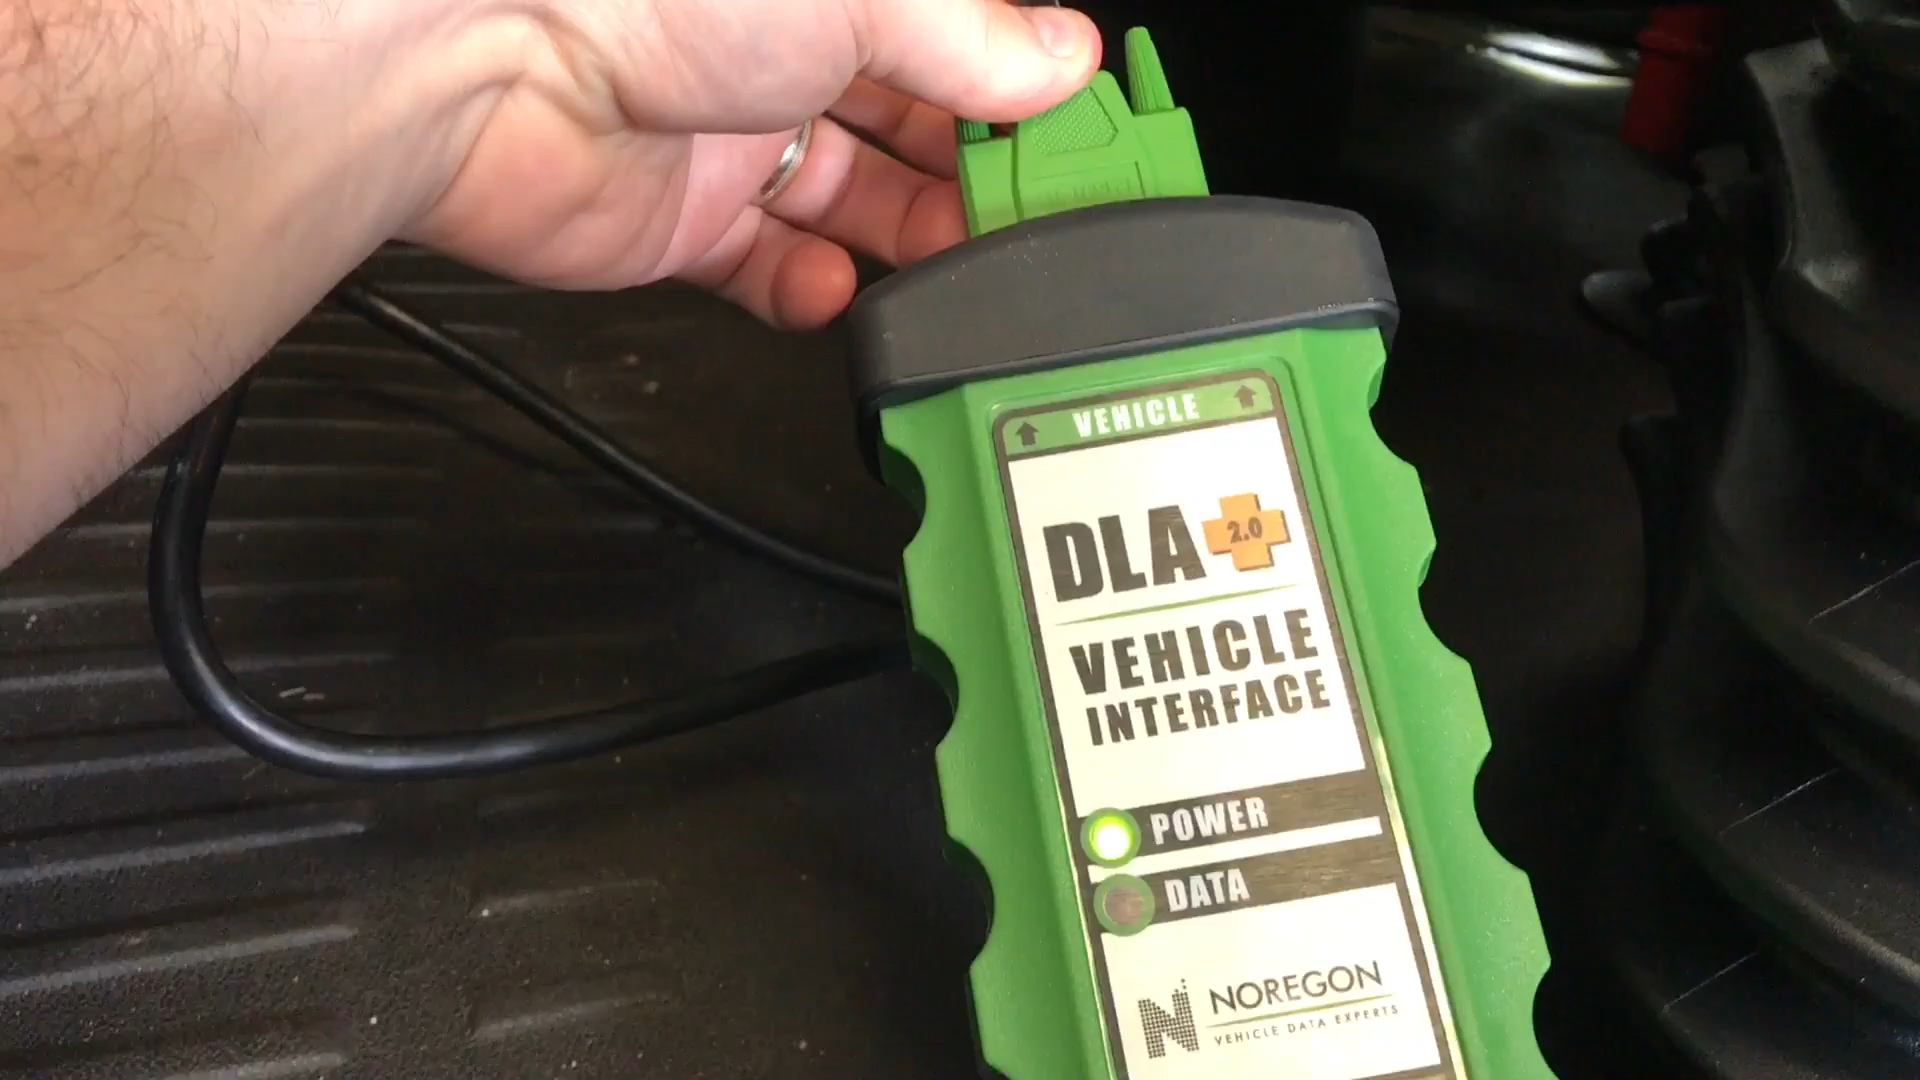 VEHICLE
DLA 2.0
VEHICLE
INTERFACE
POWER
DATA
NOREGON
VEHICLE DATA EXPERTS